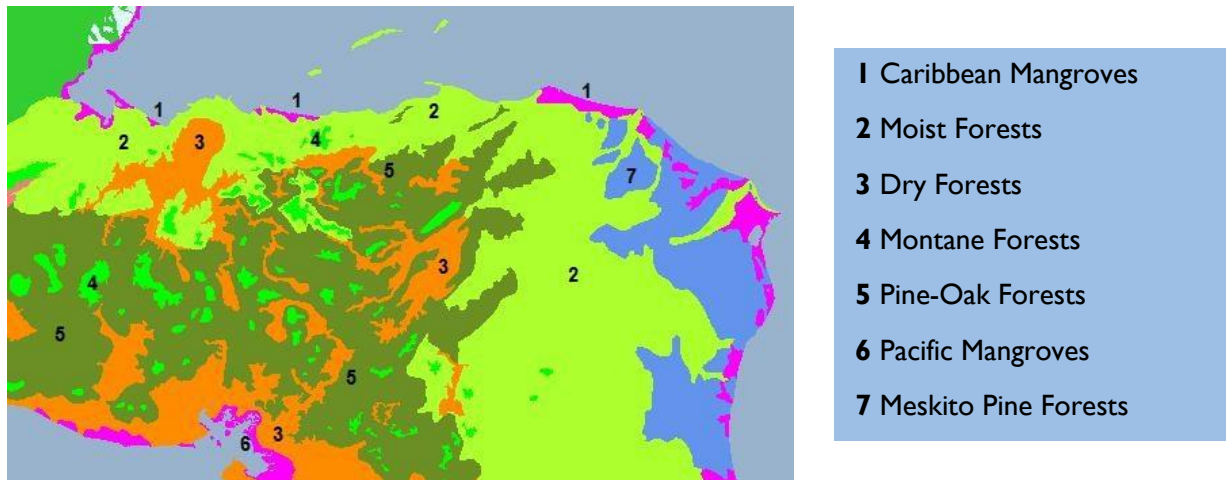 1
1
1
2
2
3
4
5
7
3
2
4
5
5
3
6
1 Caribbean Mangroves
2 Moist Forests
3 Dry Forests
4 Montane Forests
5 Pine-Oak Forests
6 Pacific Mangroves
7 Meskito Pine Forests